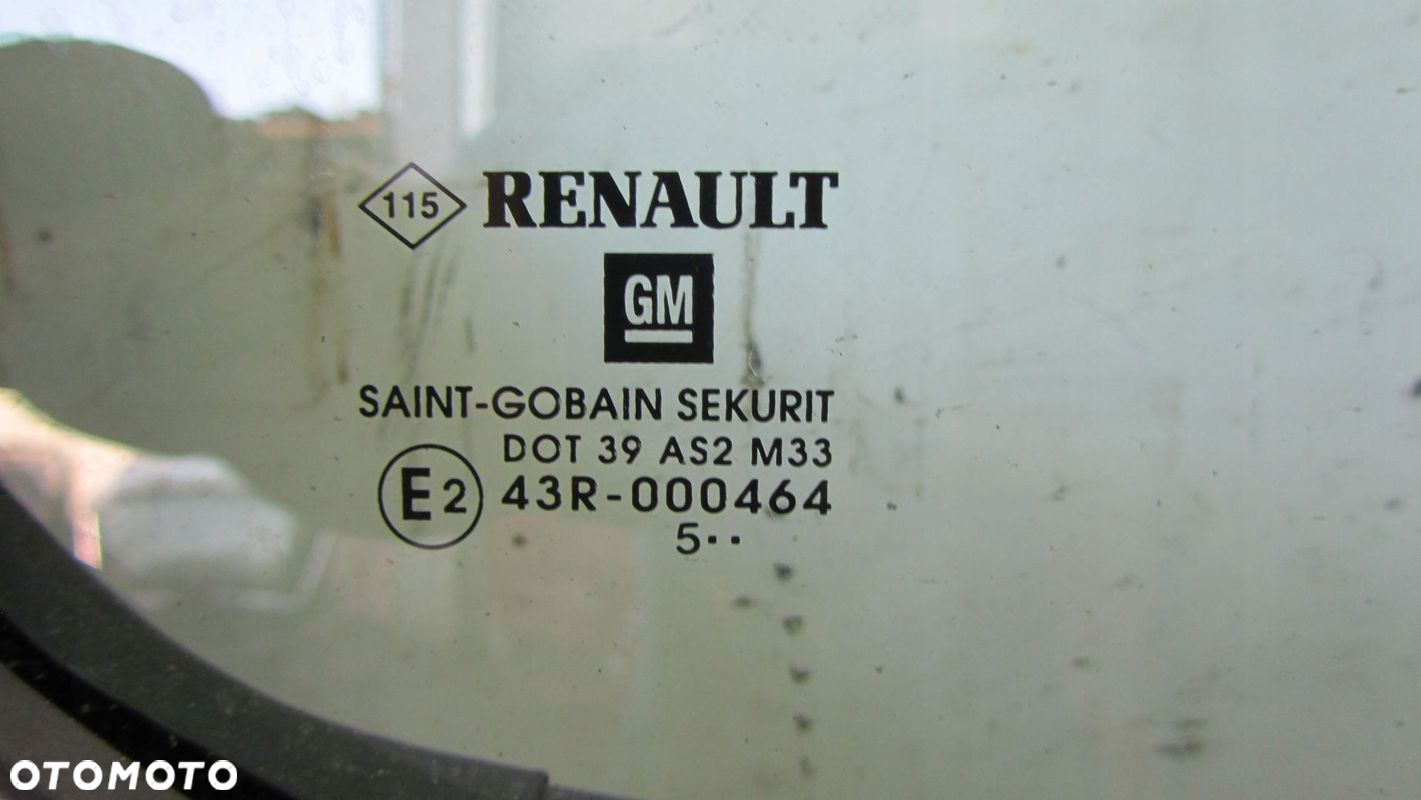 115 RENAULT
GM
SAINT-GOBAIN SEKURIT
DOT 39 AS2 M33
E2 43R-000464
5··
OTOMOTO